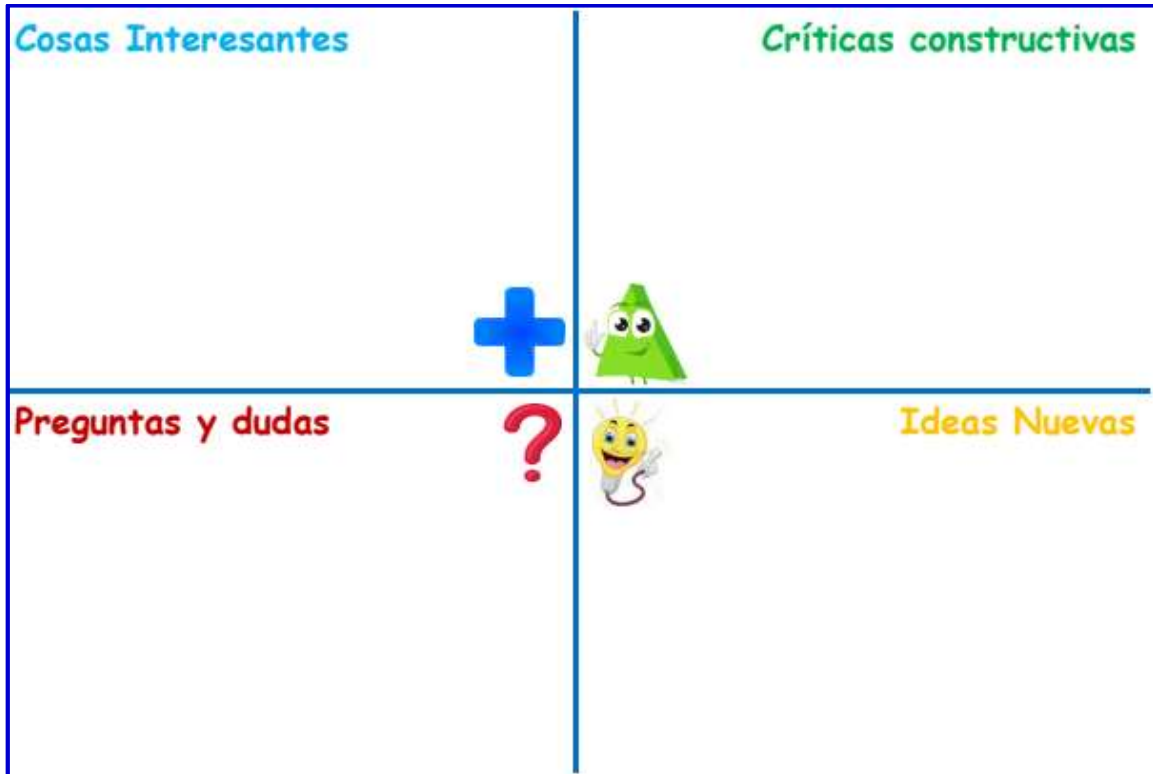 Cosas Interesantes
Críticas constructivas
Preguntas y dudas
?
Ideas Nuevas